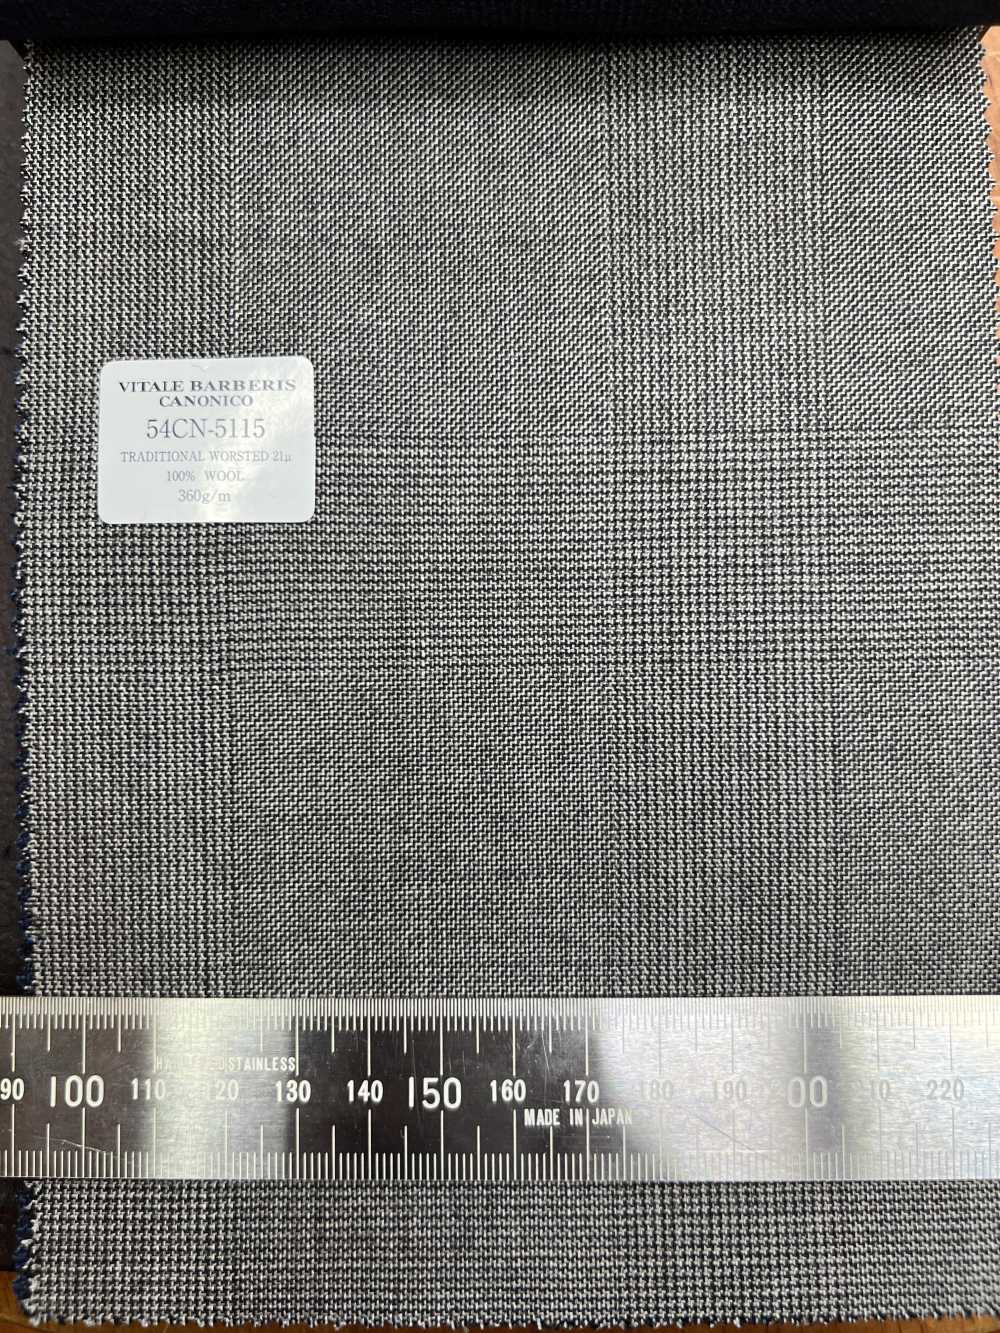 VITALE BARBERIS
CANONICO
54CN-5115
TRADITIONAL WORSTED 21μ
100% WOOL
360g/m
STAINLESS
90 100 110 120 130 140 150 160 170 180 190 00 10 220
MADE IN JAPAN